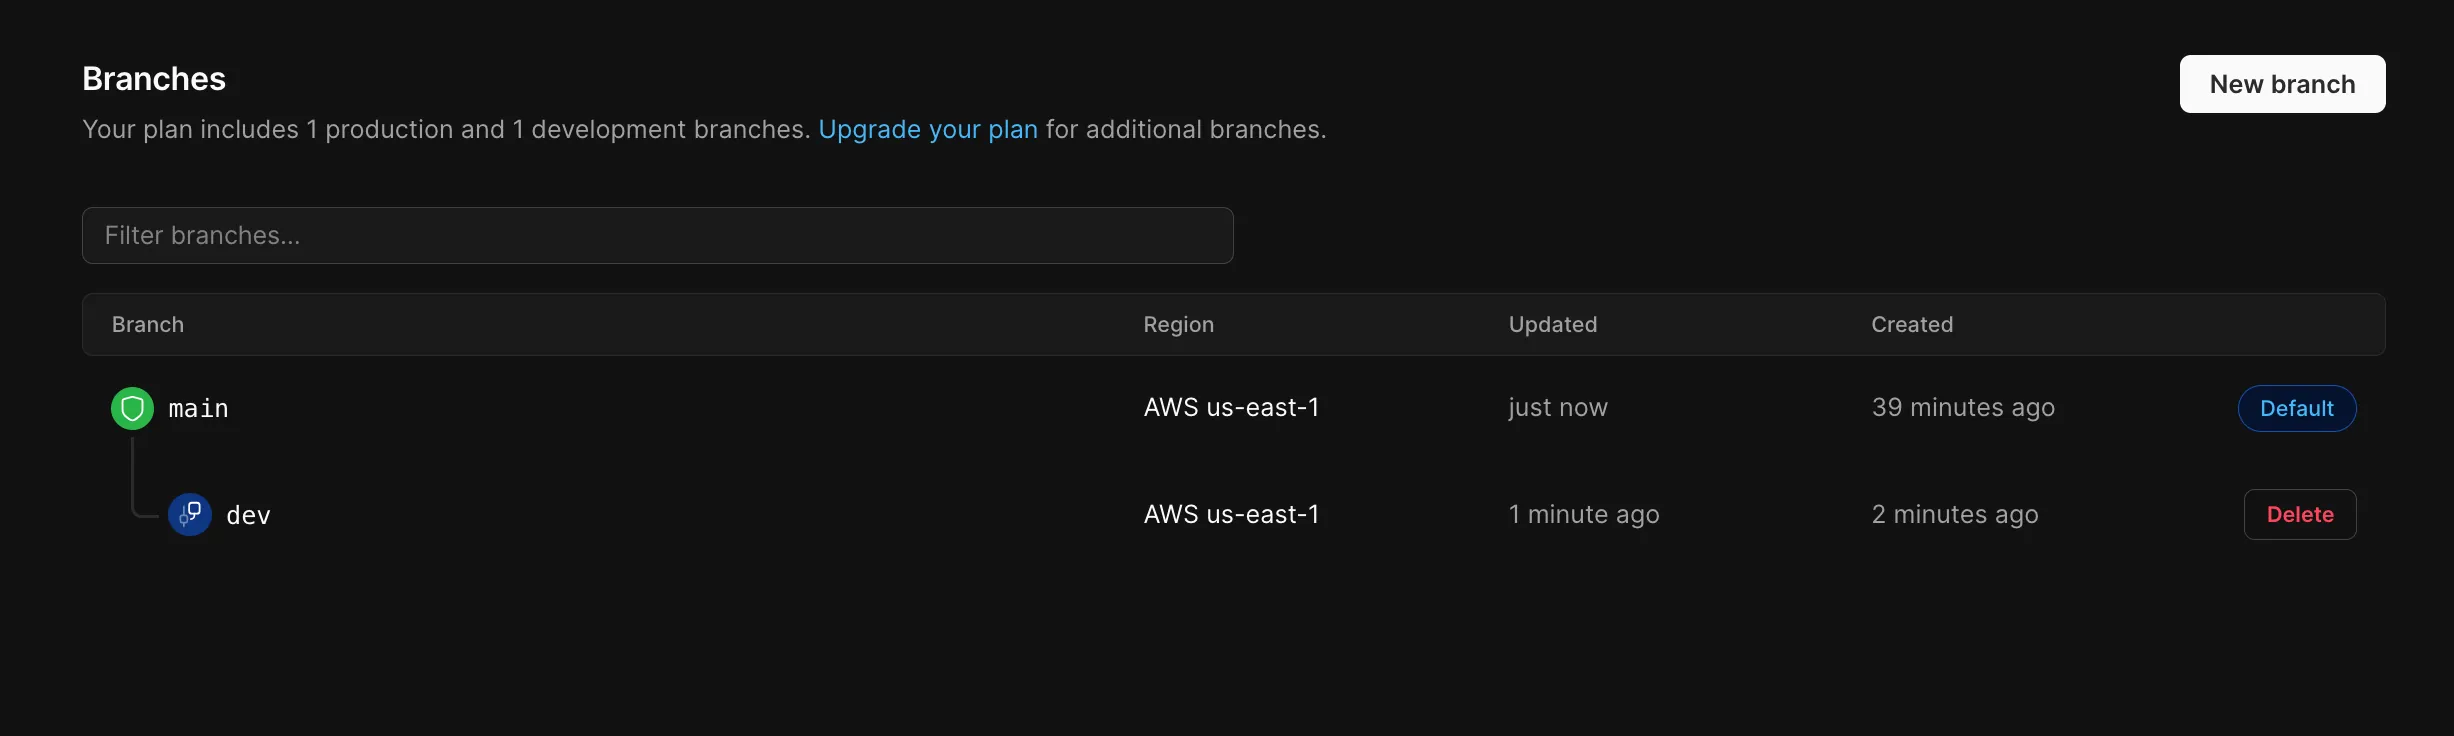 Branches
New branch
Your plan includes 1 production and 1 development branches. Upgrade your plan for additional branches.
Filter branches...
Branch Region Updated Created
main AWS us-east-1 just now 39 minutes ago Default
dev AWS us-east-1 1 minute ago 2 minutes ago Delete